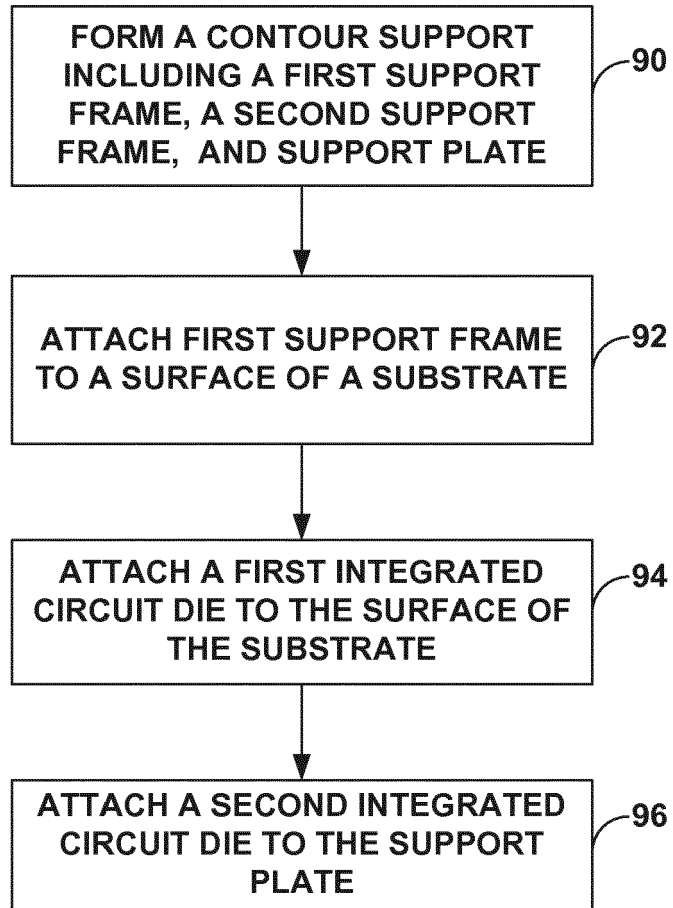 FORM A CONTOUR SUPPORT
INCLUDING A FIRST SUPPORT
FRAME, A SECOND SUPPORT
FRAME, AND SUPPORT PLATE
90
ATTACH FIRST SUPPORT FRAME
TO A SURFACE OF A SUBSTRATE
92
ATTACH A FIRST INTEGRATED
CIRCUIT DIE TO THE SURFACE OF
THE SUBSTRATE
94
ATTACH A SECOND INTEGRATED
CIRCUIT DIE TO THE SUPPORT
PLATE
96